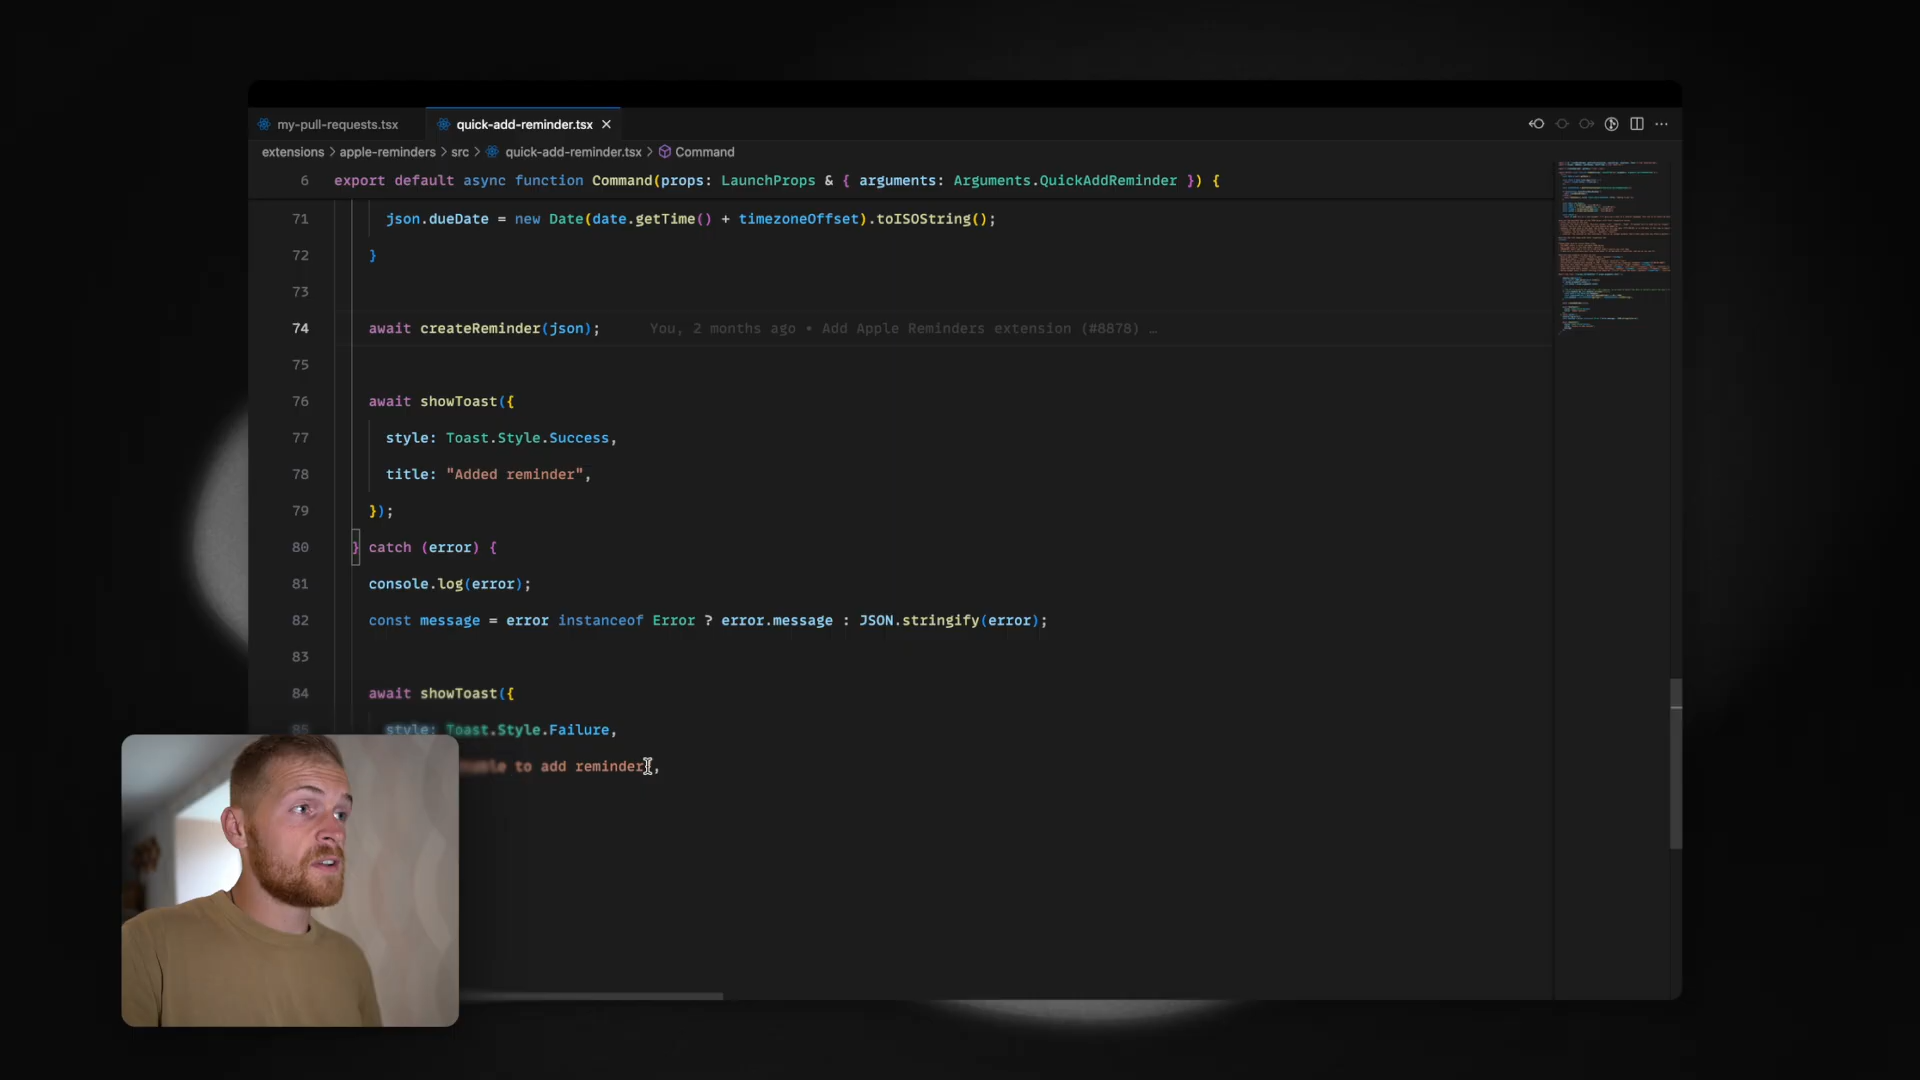 my-pull-requests.tsx
quick-add-reminder.tsx
extensions > apple-reminders > src > quick-add-reminder.tsx > Command
6 export default async function Command(props: LaunchProps & { arguments: Arguments.QuickAddReminder }) {
71 json.dueDate = new Date(date.getTime() + timezoneOffset).toISOString();
72 }
73
74 await createReminder(json); You, 2 months ago • Add Apple Reminders extension (#8878) …
75
76 await showToast({
77 style: Toast.Style.Success,
78 title: "Added reminder",
79 });
80 } catch (error) {
81 console.log(error);
82 const message = error instanceof Error ? error.message : JSON.stringify(error);
83
84 await showToast({
85 style: Toast.Style.Failure,
to add reminder",